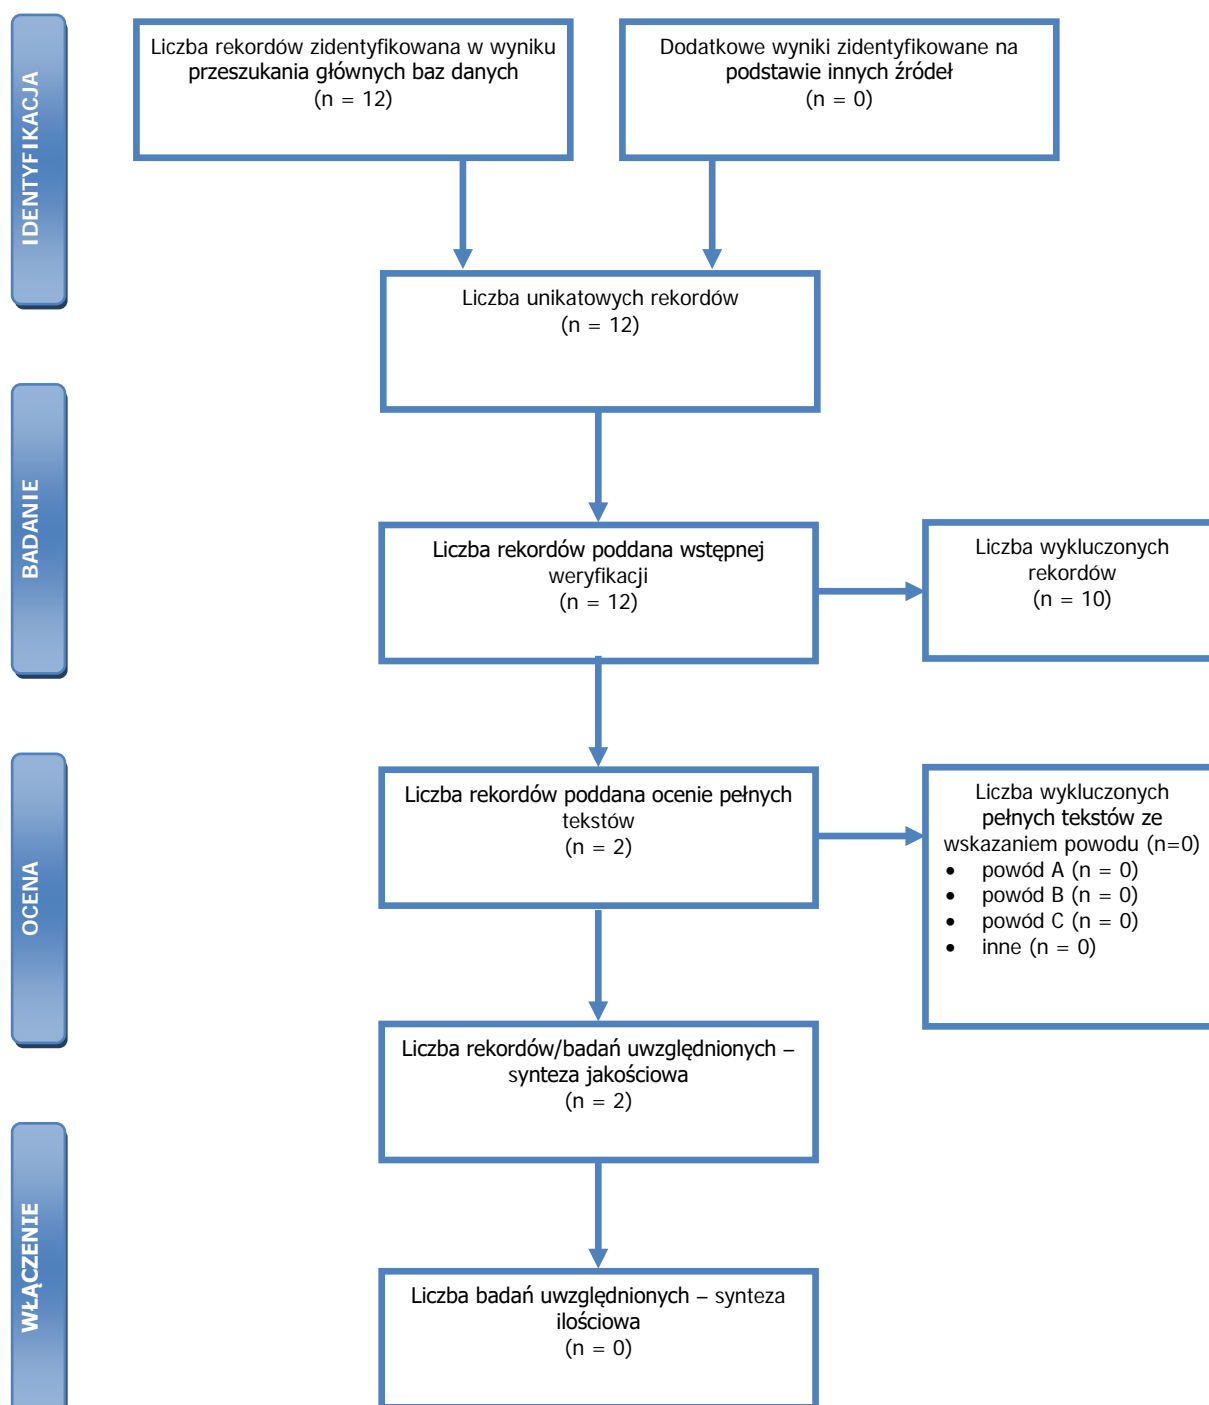 IDENTYFIKACJA
Liczba rekordów zidentyfikowana w wyniku
przeszukania głównych baz danych
(n = 12)
Dodatkowe wyniki zidentyfikowane na
podstawie innych źródeł
(n = 0)
Liczba unikatowych rekordów
(n = 12)
BADANIE
Liczba rekordów poddana wstępnej
weryfikacji
(n = 12)
Liczba wykluczonych
rekordów
(n = 10)
OCENA
Liczba rekordów poddana ocenie pełnych
tekstów
(n = 2)
Liczba wykluczonych
pełnych tekstów ze
wskazaniem powodu (n=0)
• powód A (n = 0)
• powód B (n = 0)
• powód C (n = 0)
• inne (n = 0)
Liczba rekordów/badań uwzględnionych –
synteza jakościowa
(n = 2)
WŁĄCZENIE
Liczba badań uwzględnionych – synteza
ilościowa
(n = 0)